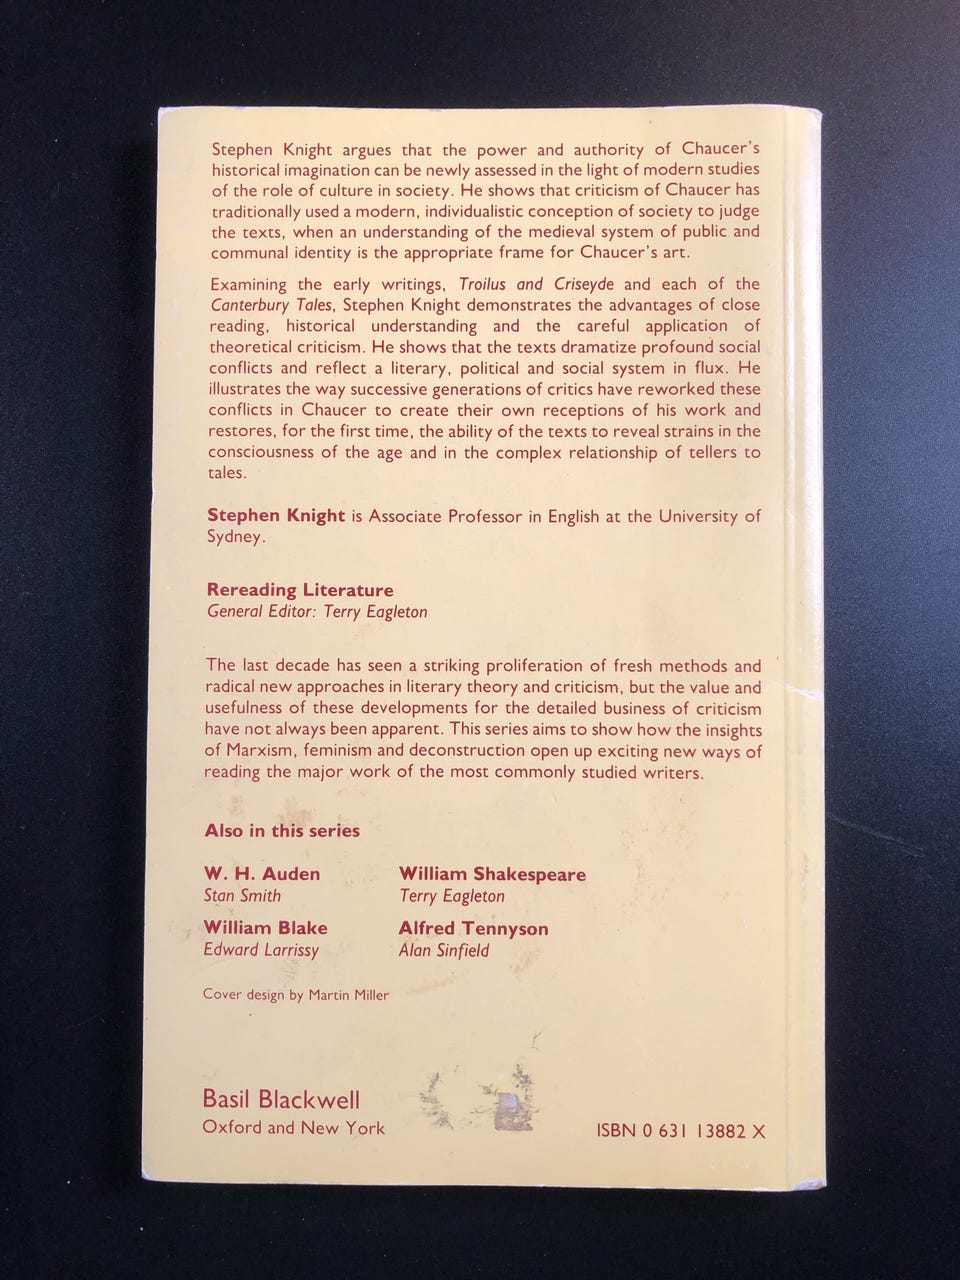 Stephen Knight argues that the power and authority of Chaucer's
historical imagination can be newly assessed in the light of modern studies
of the role of culture in society. He shows that criticism of Chaucer has
traditionally used a modern, individualistic conception of society to judge
the texts, when an understanding of the medieval system of public and
communal identity is the appropriate frame for Chaucer's art.
Examining the early writings, Troilus and Criseyde and each of the
Canterbury Tales, Stephen Knight demonstrates the advantages of close
reading, historical understanding and the careful application of
theoretical criticism. He shows that the texts dramatize profound social
conflicts and reflect a literary, political and social system in flux. He
illustrates the way successive generations of critics have reworked these
conflicts in Chaucer to create their own receptions of his work and
restores, for the first time, the ability of the texts to reveal strains in the
consciousness of the age and in the complex relationship of tellers to
tales.
Stephen Knight is Associate Professor in English at the University of
Sydney.
Rereading Literature
General Editor: Terry Eagleton
The last decade has seen a striking proliferation of fresh methods and
radical new approaches in literary theory and criticism, but the value and
usefulness of these developments for the detailed business of criticism
have not always been apparent. This series aims to show how the insights
of Marxism, feminism and deconstruction open up exciting new ways of
reading the major work of the most commonly studied writers.
Also in this series
W. H. Auden
Stan Smith
William Shakespeare
Terry Eagleton
William Blake
Edward Larrissy
Alfred Tennyson
Alan Sinfield
Cover design by Martin Miller
Basil Blackwell
Oxford and New York
ISBN 0 631 13882 X